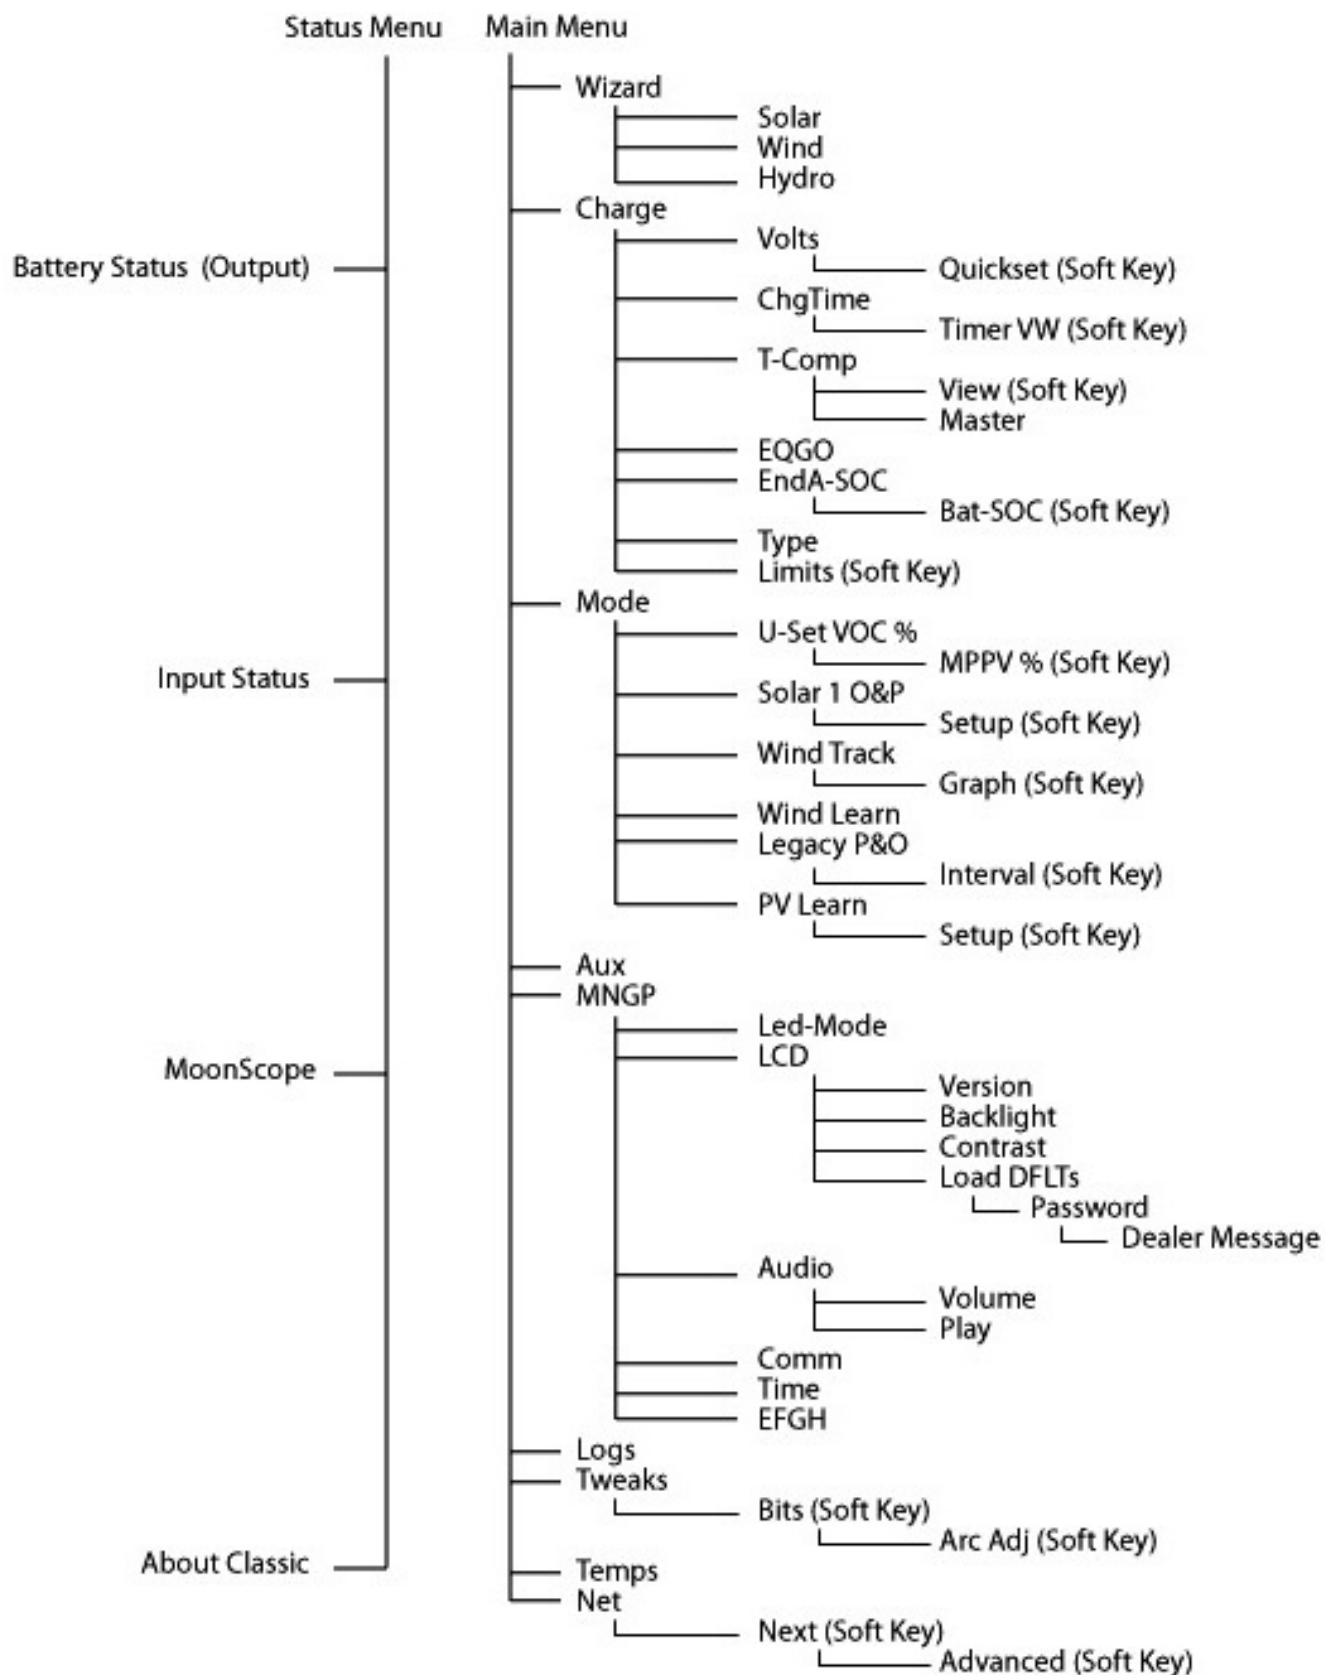 Status Menu
Main Menu
Wizard
Solar
Wind
Hydro
Charge
Volts
Battery Status (Output)
Quickset (Soft Key)
ChgTime
Timer VW (Soft Key)
T-Comp
View (Soft Key)
Master
EQGO
EndA-SOC
Bat-SOC (Soft Key)
Type
Limits (Soft Key)
Mode
U-Set VOC %
MPPV % (Soft Key)
Input Status
Solar 1 O&P
Setup (Soft Key)
Wind Track
Graph (Soft Key)
Wind Learn
Legacy P&O
Interval (Soft Key)
PV Learn
Setup (Soft Key)
Aux
MNGP
Led-Mode
LCD
MoonScope
Version
Backlight
Contrast
Load DFLTs
Password
Dealer Message
Audio
Volume
Play
Comm
Time
EFGH
Logs
Tweaks
Bits (Soft Key)
Arc Adj (Soft Key)
About Classic
Temps
Net
Next (Soft Key)
Advanced (Soft Key)